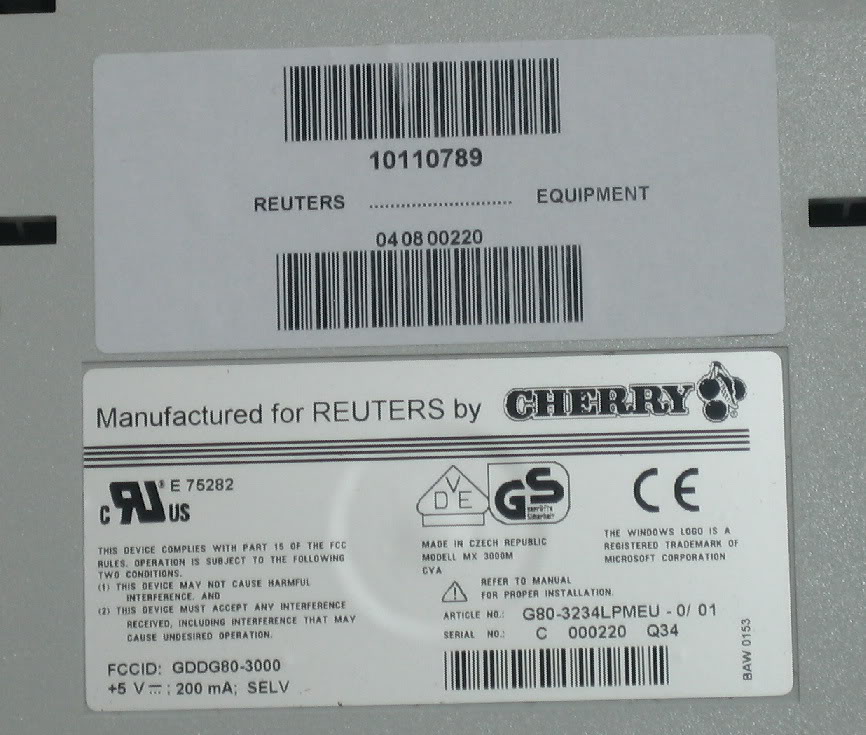 10110789
REUTERS ........................ EQUIPMENT
040800220
Manufactured for REUTERS by CHERRY
c RU US E 75282
VDE
GS
geprüfte
Sicherheit
CE
THIS DEVICE COMPLIES WITH PART 15 OF THE FCC
RULES. OPERATION IS SUBJECT TO THE FOLLOWING
TWO CONDITIONS.
(1) THIS DEVICE MAY NOT CAUSE HARMFUL
INTERFERENCE. AND
(2) THIS DEVICE MUST ACCEPT ANY INTERFERENCE
RECEIVED, INCLUDING INTERFERENCE THAT MAY
CAUSE UNDESIRED OPERATION.
FCCID: GDDG80-3000
+5 V⎓; 200 mA; SELV
MADE IN CZECH REPUBLIC
MODELL MX 3000M
CYA
REFER TO MANUAL
FOR PROPER INSTALLATION.
ARTICLE NO.: G80-3234LPMEU - 0/ 01
SERIAL NO.: C 000220 Q34
THE WINDOWS LOGO IS A
REGISTERED TRADEMARK OF
MICROSOFT CORPORATION
BAW 0153